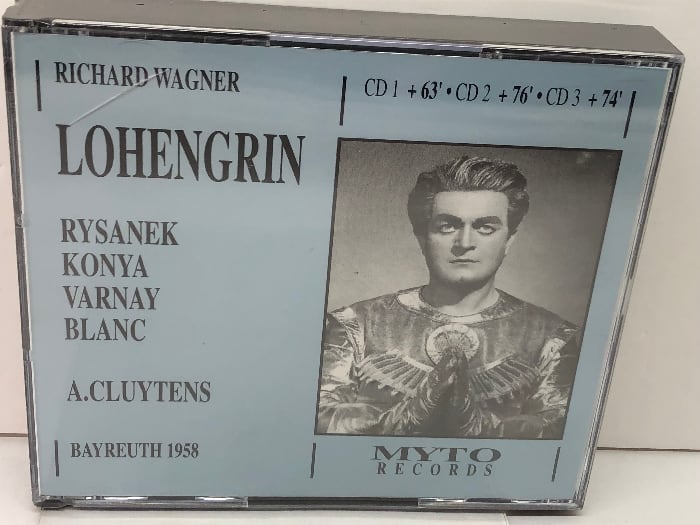 RICHARD WAGNER
CD 1 + 63' • CD 2 + 76' • CD 3 + 74'
LOHENGRIN
RYSANEK
KONYA
VARNAY
BLANC
A.CLUYTENS
BAYREUTH 1958
MYTO
RECORDS